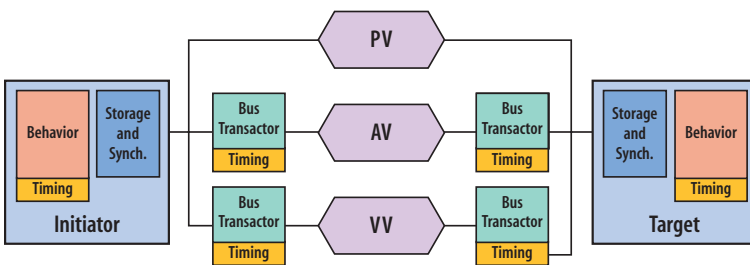 PV
Behavior
Timing
Storage
and
Synch.
Initiator
Bus
Transactor
Timing
AV
Bus
Transactor
Timing
Bus
Transactor
Timing
VV
Bus
Transactor
Timing
Storage
and
Synch.
Behavior
Timing
Target